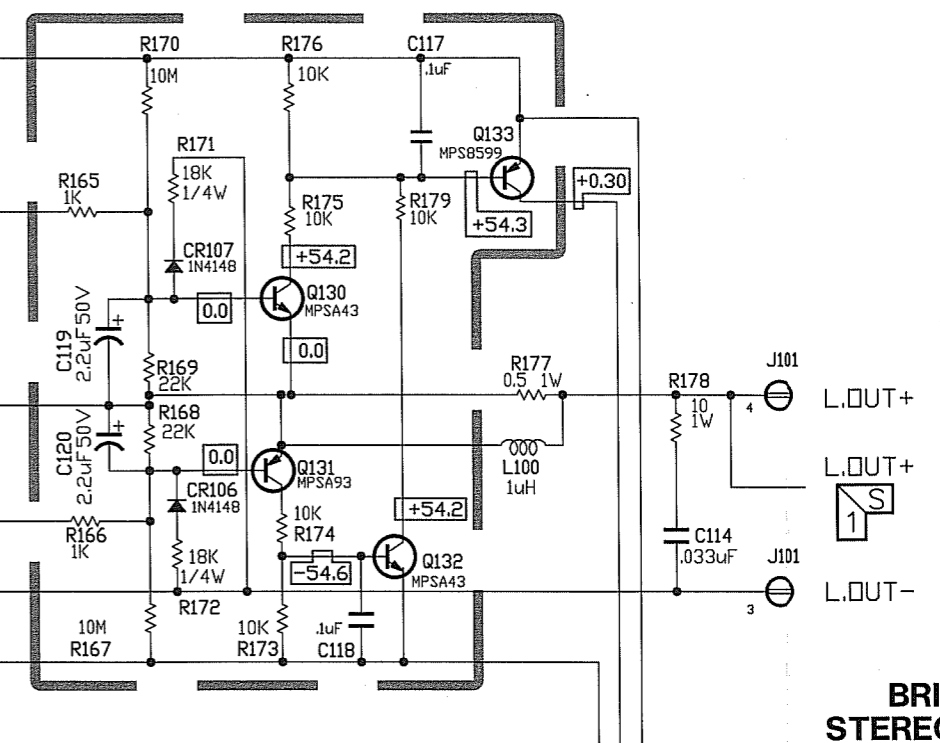 R170
10M
R176
10K
C117
.1uF
Q133
MPS8599
R171
18K
1/4W
R165
1K
+0.30
R175
10K
R179
10K
+54.3
CR107
1N4148
+54.2
Q130
MPSA43
0.0
C119
2.2uF 50V
+
0.0
R169
22K
R177
0.5 1W
R178
10
1W
J101
4
L.OUT+
R168
22K
C120
2.2uF 50V
+
0.0
Q131
MPSA93
L100
1uH
L.OUT+
S
1
CR106
1N4148
+54.2
10K
R174
R166
1K
C114
.033uF
18K
1/4W
R172
-54.6
Q132
MPSA43
J101
3
L.OUT-
10M
R167
10K
R173
.1uF
C118
BRI
STEREO